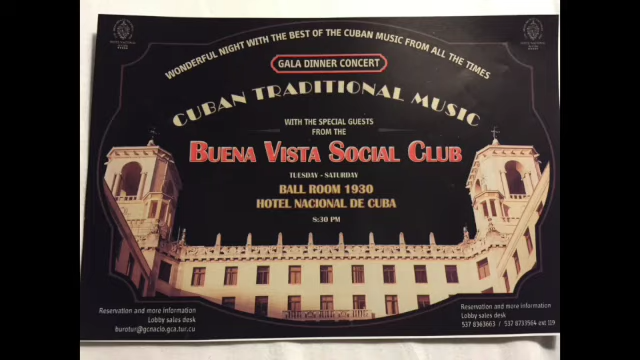 WONDERFUL NIGHT WITH THE BEST OF THE CUBAN MUSIC FROM ALL THE TIMES
GALA DINNER CONCERT
CUBAN TRADITIONAL MUSIC
WITH THE SPECIAL GUESTS
FROM THE
BUENA VISTA SOCIAL CLUB
TUESDAY - SATURDAY
BALL ROOM 1930
HOTEL NACIONAL DE CUBA
8:30 PM
Reservation and more information
Lobby sales desk
Reservation and more information
Lobby sales desk
537 8363663 / 537 8733564 ext 119